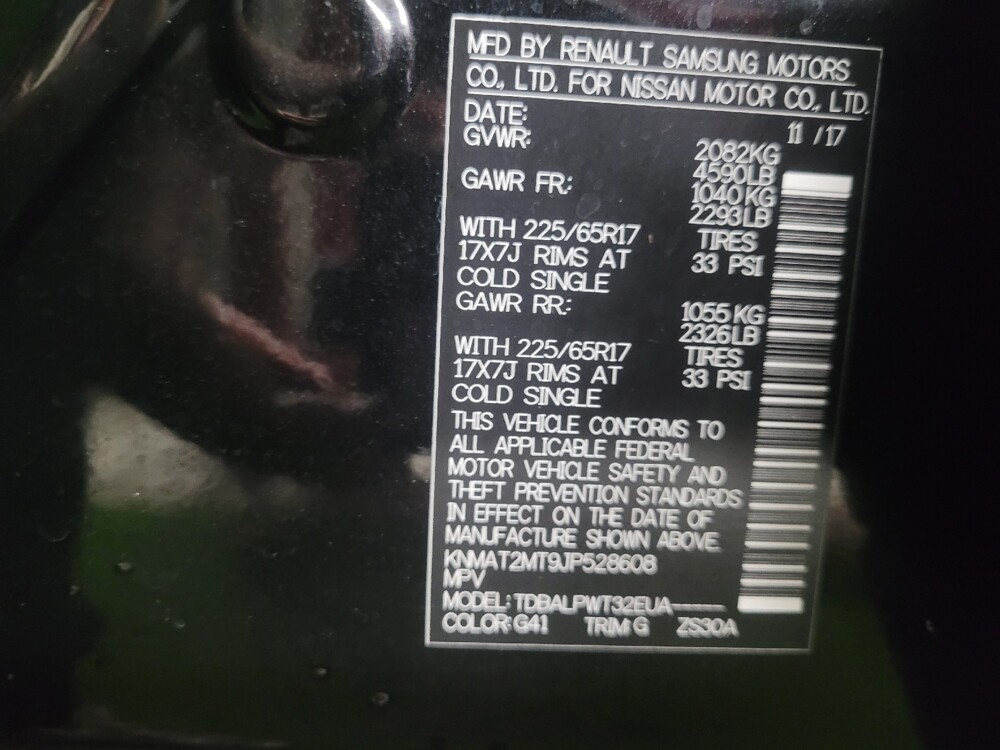 MFD BY RENAULT SAMSUNG MOTORS
CO., LTD. FOR NISSAN MOTOR CO., LTD.
DATE: 11 /17
GVWR: 2082KG
4590LB
GAWR FR: 1040KG
2293LB
WITH 225/65R17 TIRES
17X7J RIMS AT 33 PSI
COLD SINGLE
GAWR RR: 1055KG
2326LB
WITH 225/65R17 TIRES
17X7J RIMS AT 33 PSI
COLD SINGLE
THIS VEHICLE CONFORMS TO
ALL APPLICABLE FEDERAL
MOTOR VEHICLE SAFETY AND
THEFT PREVENTION STANDARDS
IN EFFECT ON THE DATE OF
MANUFACTURE SHOWN ABOVE.
KNMAT2MT9JP528608
MPV
MODEL: TDBALPWT32EUA-----
COLOR: G41 TRIM: G ZS30A